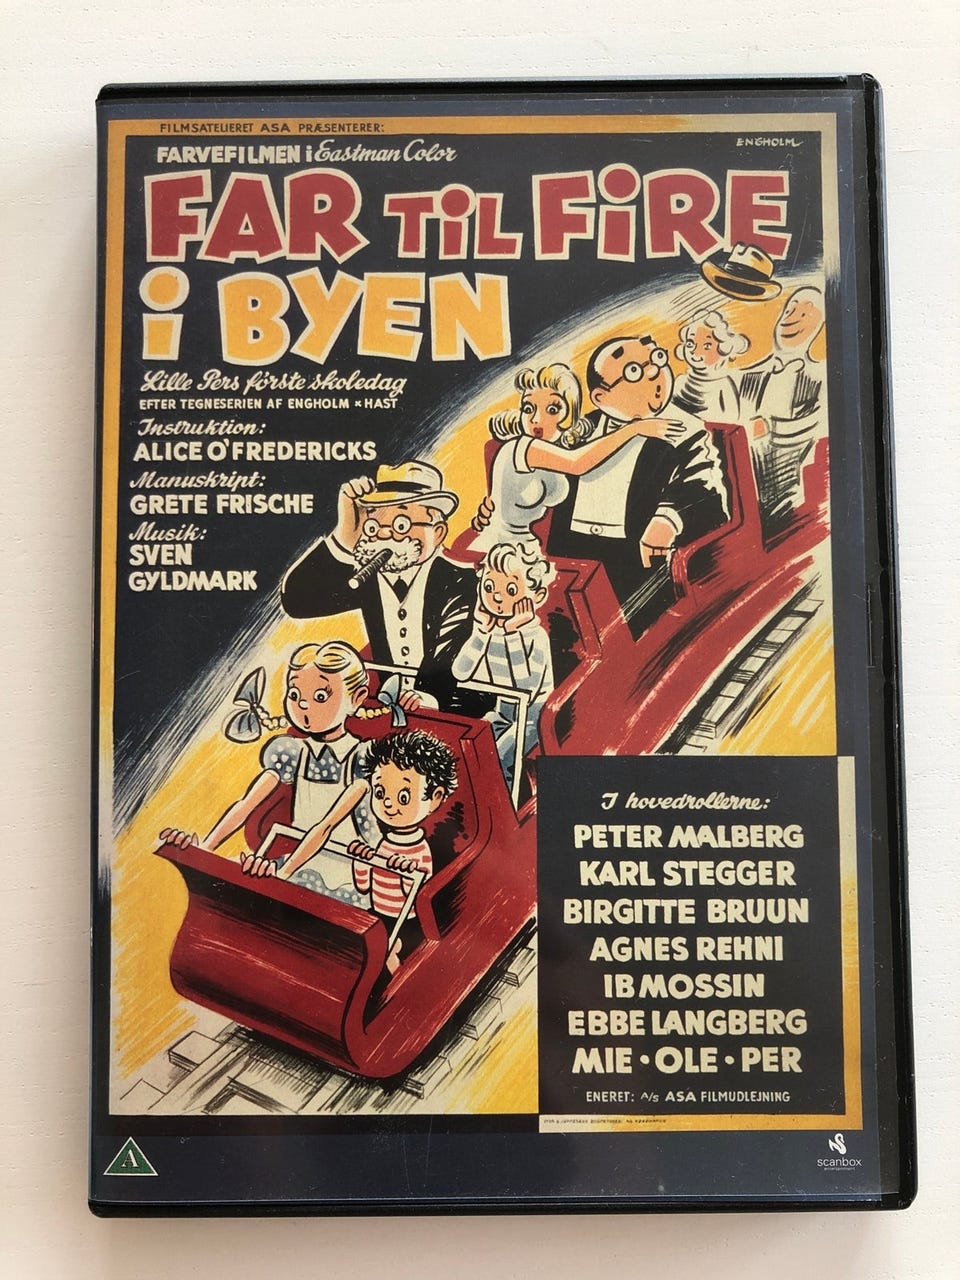 FILMSATELIERET ASA PRÆSENTERER:
ENGHOLM
FARVEFILMEN i Eastman Color
FAR TiL FiRE
i BYEN
Lille Pers første skoledag
EFTER TEGNESERIEN AF ENGHOLM × HAST
Instruktion:
ALICE O'FREDERICKS
Manuskript:
GRETE FRISCHE
Musik:
SVEN
GYLDMARK
I hovedrollerne:
PETER MALBERG
KARL STEGGER
BIRGITTE BRUUN
AGNES REHNI
IB MOSSIN
EBBE LANGBERG
MIE • OLE • PER
ENERET: A/S ASA FILMUDLEJNING
A
scanbox
entertainment